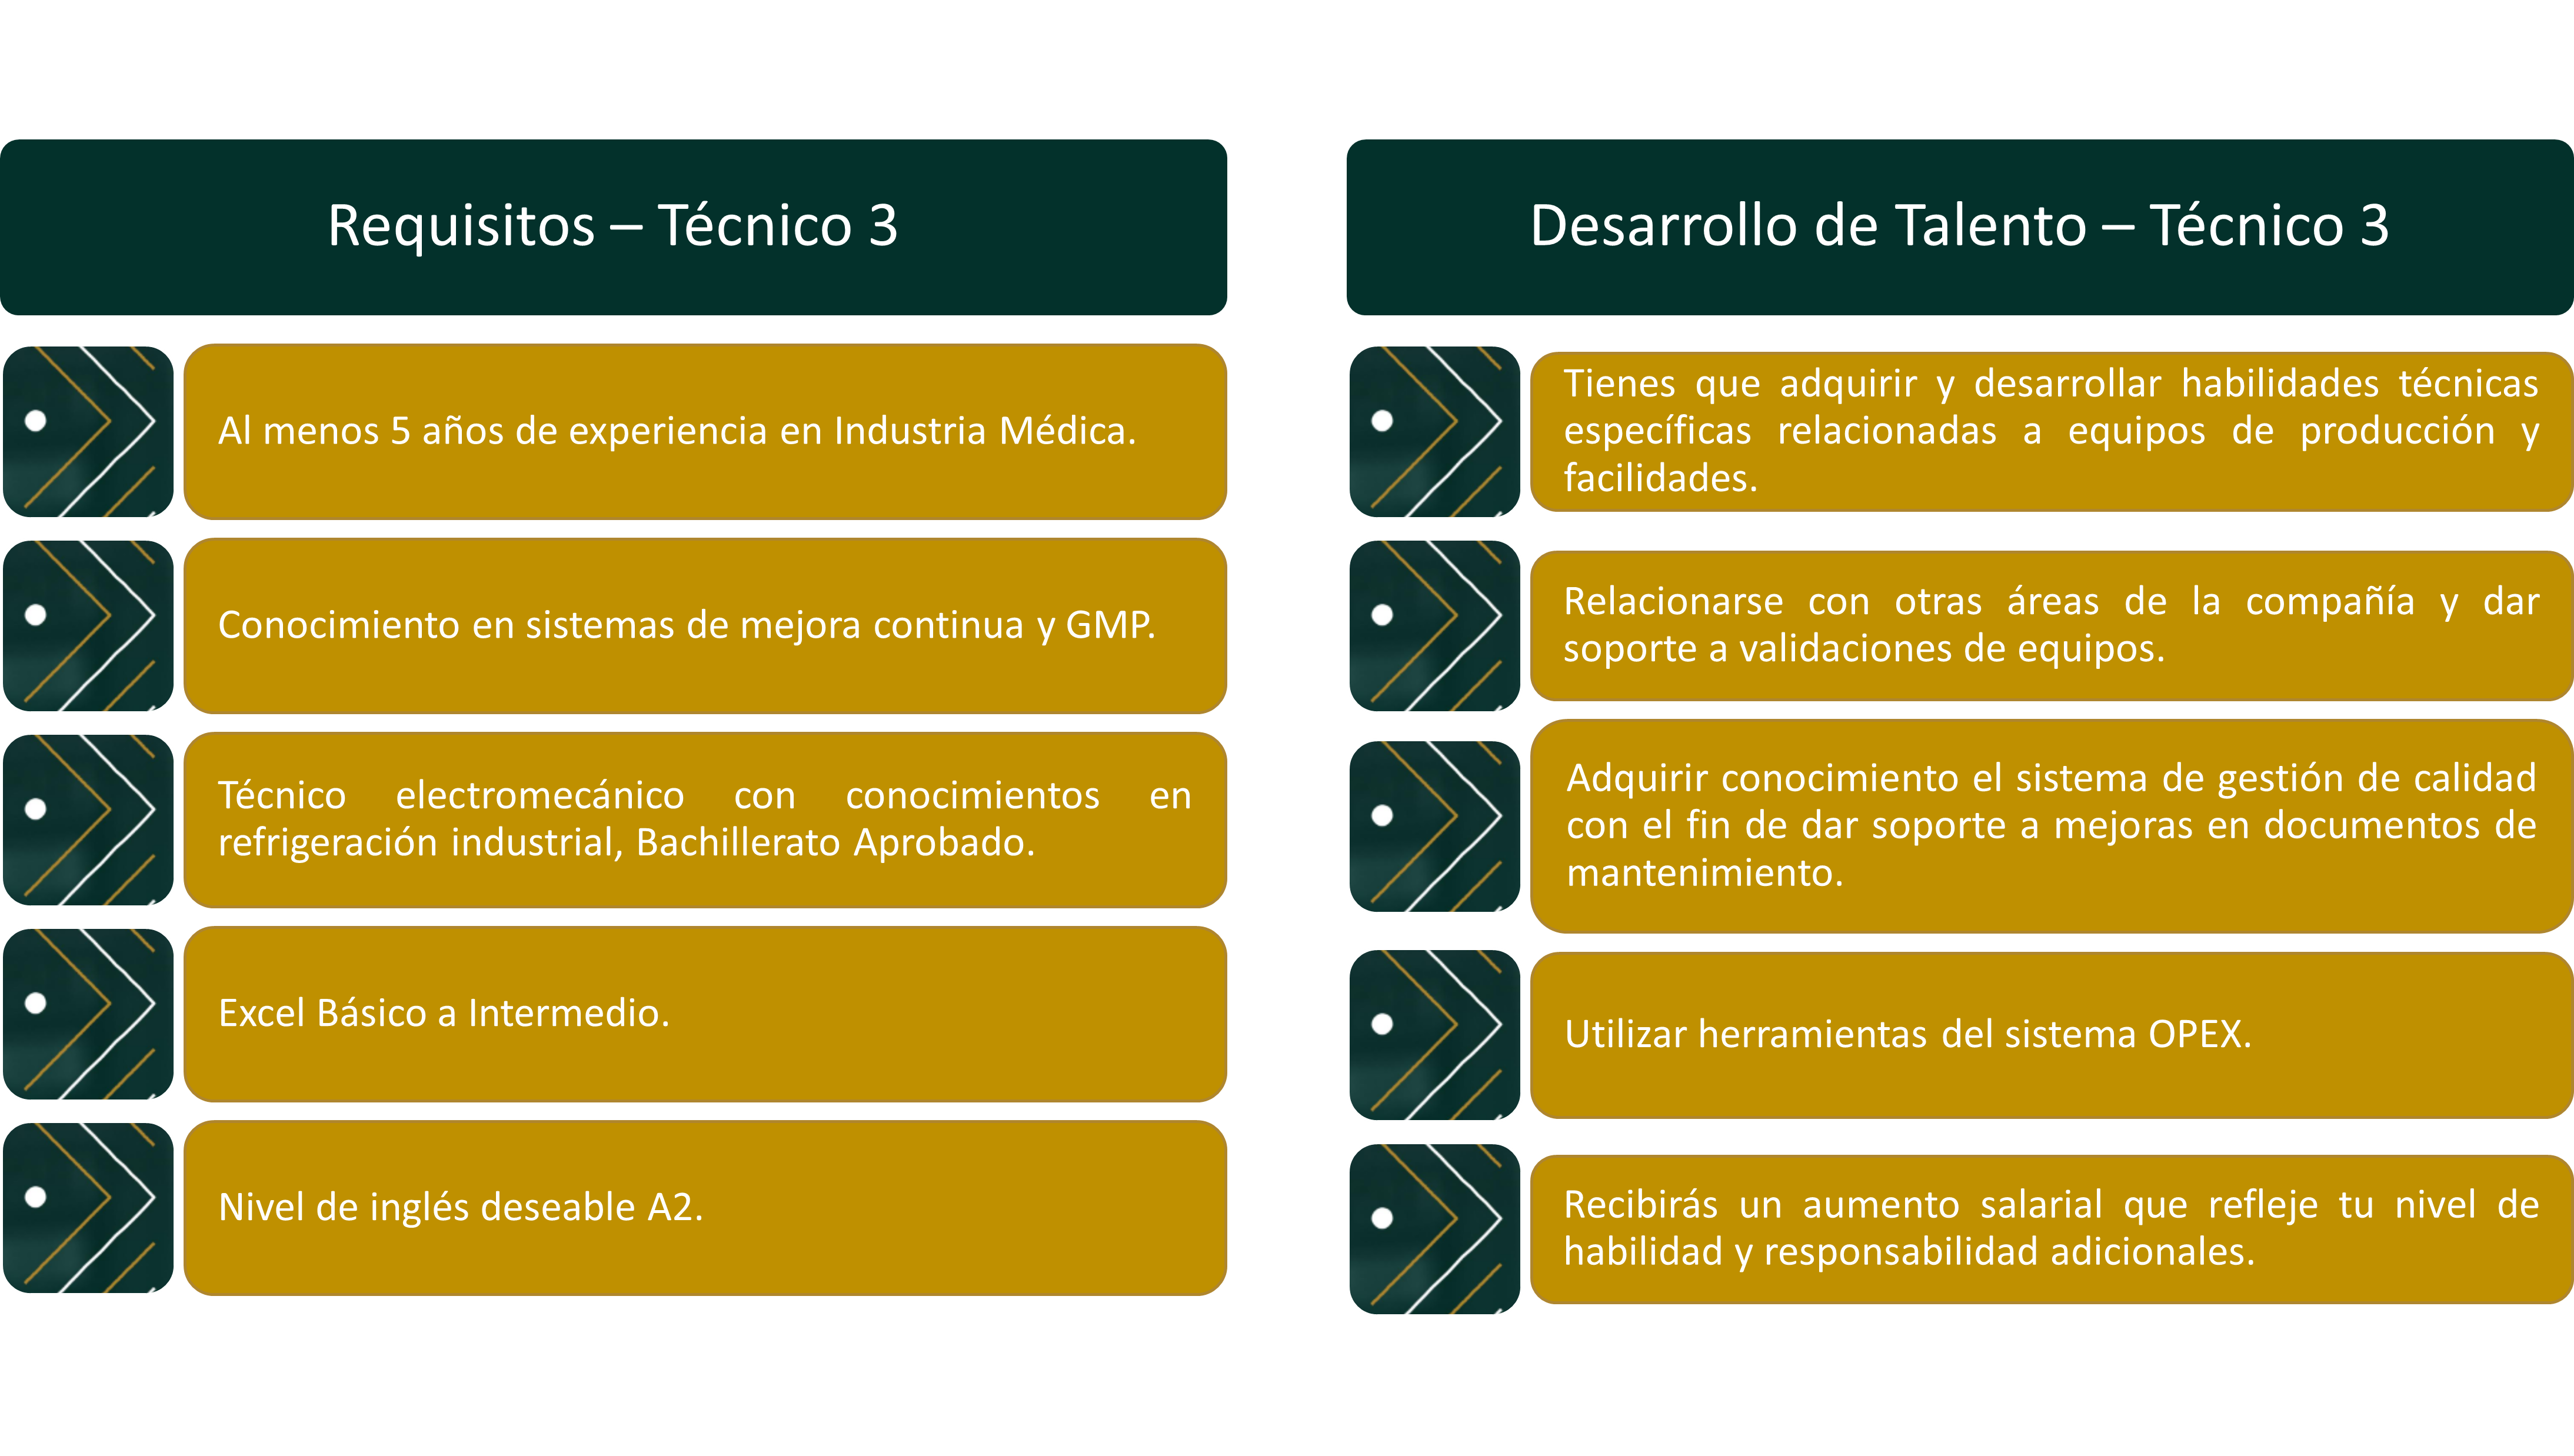 Requisitos – Técnico 3
Al menos 5 años de experiencia en Industria Médica.
Conocimiento en sistemas de mejora continua y GMP.
Técnico electromecánico con conocimientos en
refrigeración industrial, Bachillerato Aprobado.
Excel Básico a Intermedio.
Nivel de inglés deseable A2.
Desarrollo de Talento – Técnico 3
Tienes que adquirir y desarrollar habilidades técnicas
específicas relacionadas a equipos de producción y
facilidades.
Relacionarse con otras áreas de la compañía y dar
soporte a validaciones de equipos.
Adquirir conocimiento el sistema de gestión de calidad
con el fin de dar soporte a mejoras en documentos de
mantenimiento.
Utilizar herramientas del sistema OPEX.
Recibirás un aumento salarial que refleje tu nivel de
habilidad y responsabilidad adicionales.